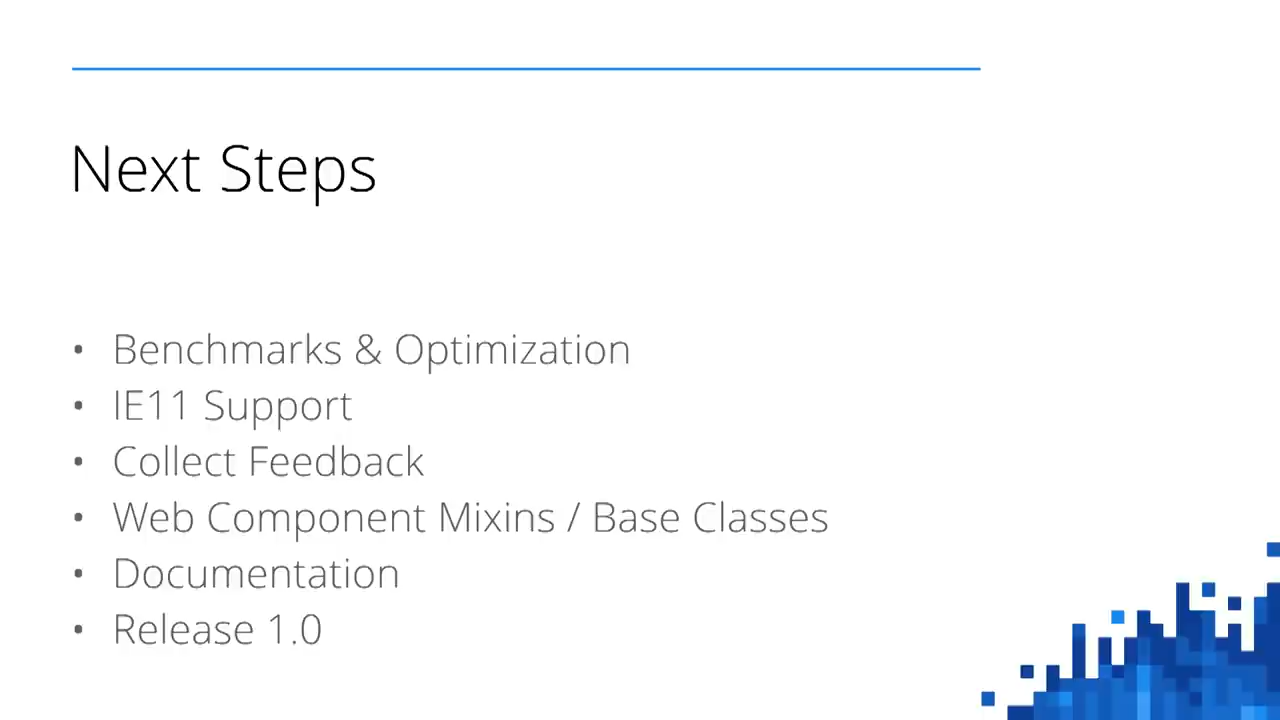 Next Steps
• Benchmarks & Optimization
• IE11 Support
• Collect Feedback
• Web Component Mixins / Base Classes
• Documentation
• Release 1.0